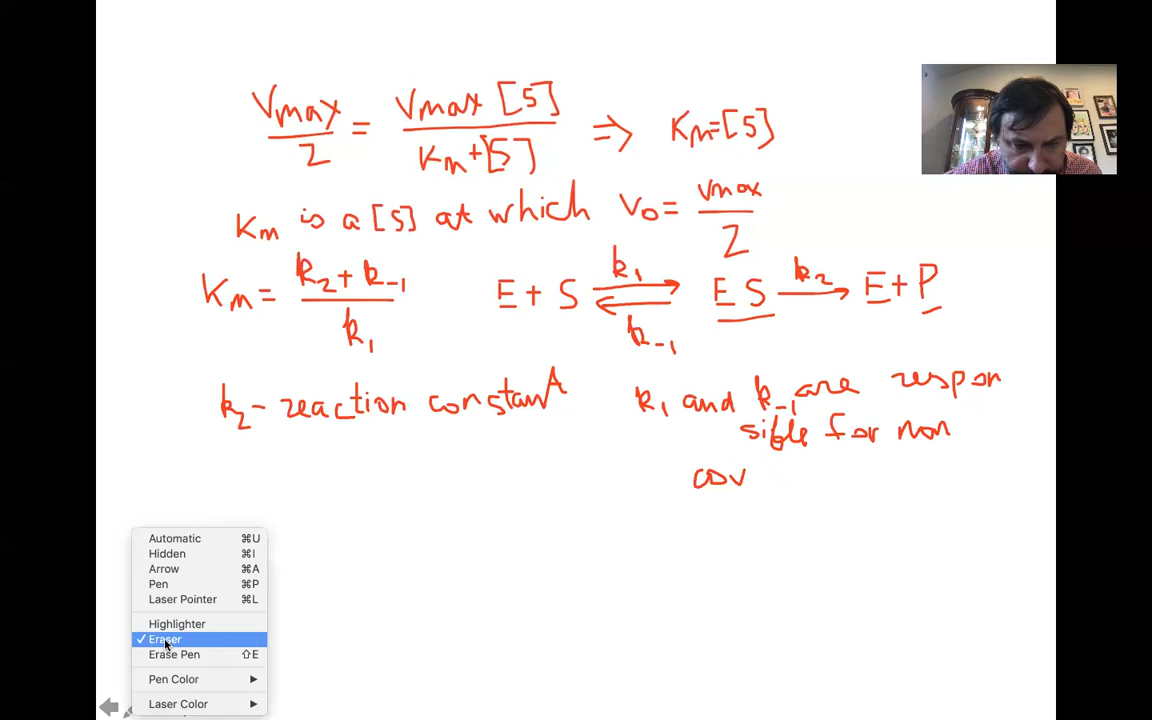 Vmax/2 = Vmax [S]/Km+[S] ⇒ Km=[S]
Km is a [S] at which v0 = vmax/2
Km = k2 + k-1/k1 E + S k1 k-1 ES k2 E + P
k2 - reaction constant k1 and k-1 are respon
sible for non
cov
Automatic ⌘U
Hidden ⌘I
Arrow ⌘A
Pen ⌘P
Laser Pointer ⌘L
Highlighter
✓ Eraser
Erase Pen ⇧E
Pen Color
Laser Color